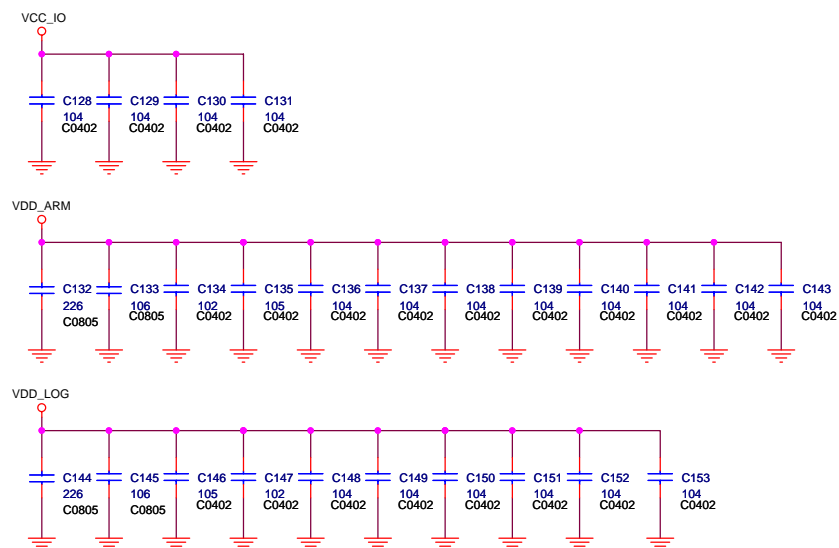 VCC_IO
C128 C129 C130 C131
104 104 104 104
C0402 C0402 C0402 C0402
VDD_ARM
C132 C133 C134 C135 C136 C137 C138 C139 C140 C141 C142 C143
226 106 102 105 104 104 104 104 104 104 104 104
C0805 C0805 C0402 C0402 C0402 C0402 C0402 C0402 C0402 C0402 C0402 C0402
VDD_LOG
C144 C145 C146 C147 C148 C149 C150 C151 C152 C153
226 106 105 102 104 104 104 104 104 104
C0805 C0805 C0402 C0402 C0402 C0402 C0402 C0402 C0402 C0402